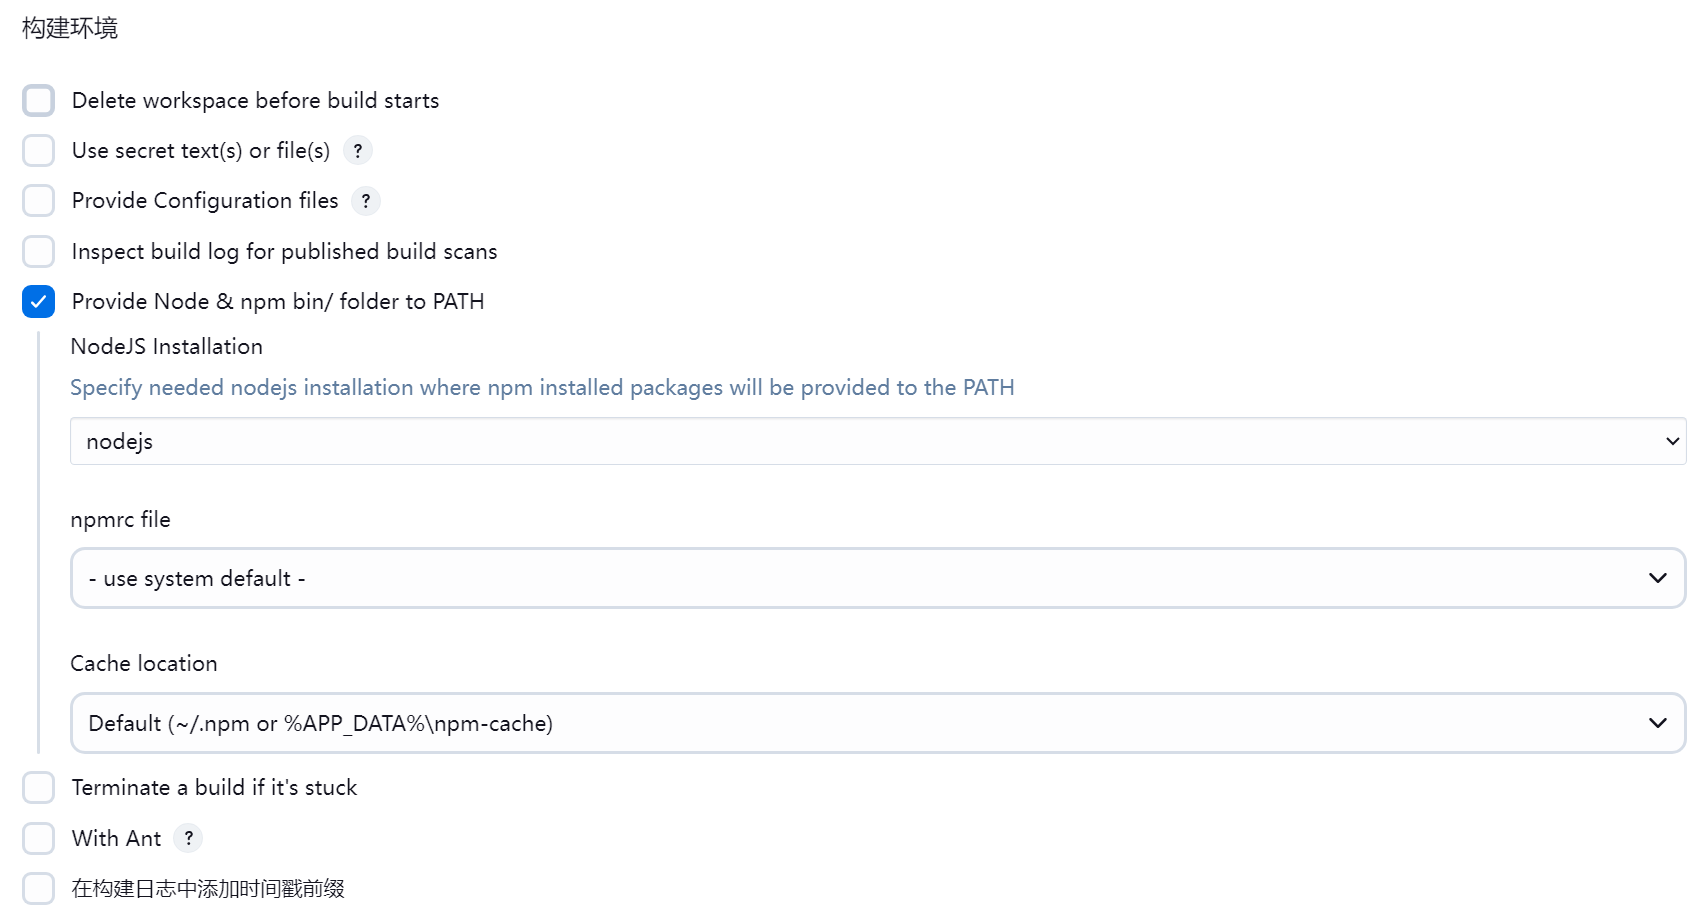 构建环境
Delete workspace before build starts
Use secret text(s) or file(s) ?
Provide Configuration files ?
Inspect build log for published build scans
Provide Node & npm bin/ folder to PATH
NodeJS Installation
Specify needed nodejs installation where npm installed packages will be provided to the PATH
nodejs
npmrc file
- use system default -
Cache location
Default (~/.npm or %APP_DATA%\npm-cache)
Terminate a build if it's stuck
With Ant ?
在构建日志中添加时间戳前缀